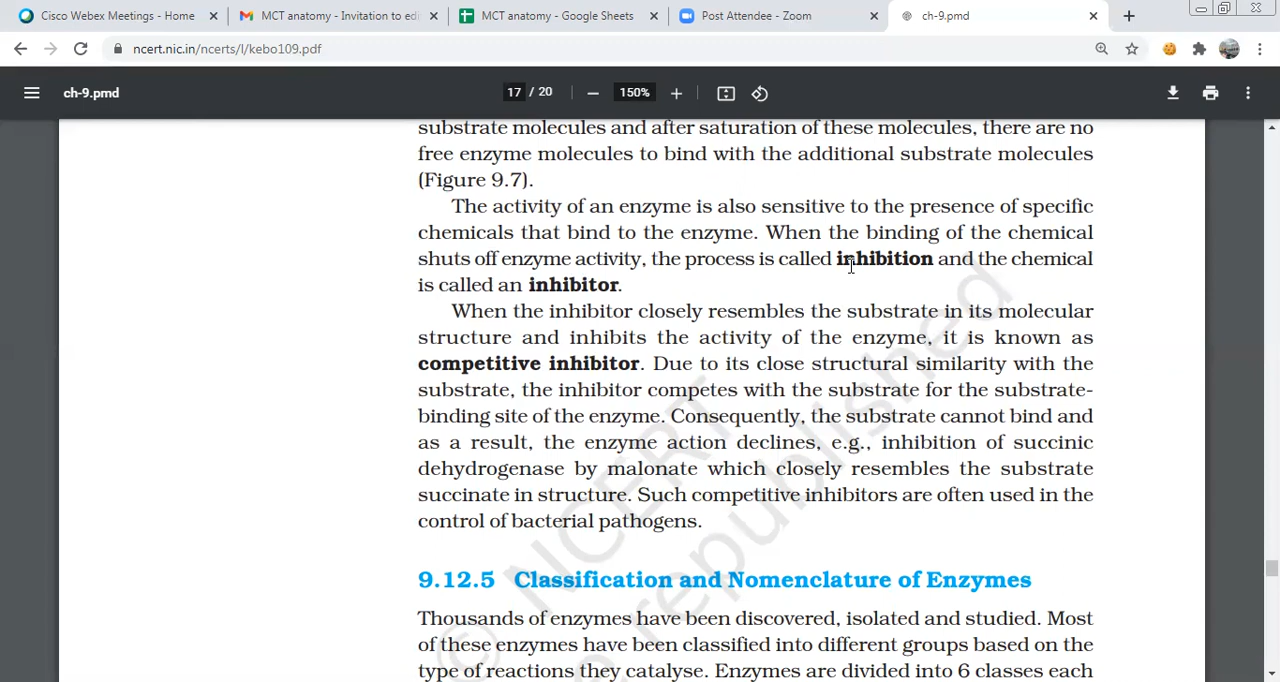 Cisco Webex Meetings - Home
MCT anatomy - Invitation to edi
MCT anatomy - Google Sheets
Post Attendee - Zoom
ch-9.pmd
ncert.nic.in/ncerts/l/kebo109.pdf
ch-9.pmd
17 / 20
150%
substrate molecules and after saturation of these molecules, there are no
free enzyme molecules to bind with the additional substrate molecules
(Figure 9.7).
The activity of an enzyme is also sensitive to the presence of specific
chemicals that bind to the enzyme. When the binding of the chemical
shuts off enzyme activity, the process is called inhibition and the chemical
is called an inhibitor.
When the inhibitor closely resembles the substrate in its molecular
structure and inhibits the activity of the enzyme, it is known as
competitive inhibitor. Due to its close structural similarity with the
substrate, the inhibitor competes with the substrate for the substrate-
binding site of the enzyme. Consequently, the substrate cannot bind and
as a result, the enzyme action declines, e.g., inhibition of succinic
dehydrogenase by malonate which closely resembles the substrate
succinate in structure. Such competitive inhibitors are often used in the
control of bacterial pathogens.
9.12.5 Classification and Nomenclature of Enzymes
Thousands of enzymes have been discovered, isolated and studied. Most
of these enzymes have been classified into different groups based on the
type of reactions they catalyse. Enzymes are divided into 6 classes each
© NCERT
republished